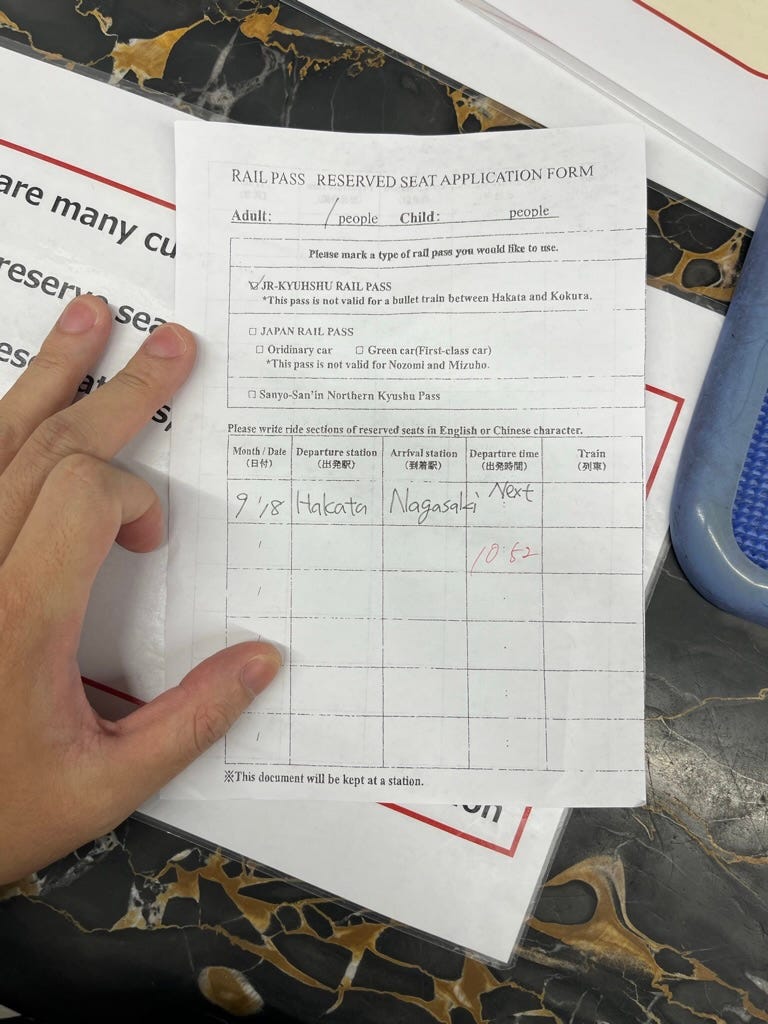 are many cu
reserve sea
RAIL PASS RESERVED SEAT APPLICATION FORM
Adult: 1 people Child: people
Please mark a type of rail pass you would like to use.
☑ JR-KYUHSHU RAIL PASS
*This pass is not valid for a bullet train between Hakata and Kokura.
□ JAPAN RAIL PASS
□ Oridinary car □ Green car(First-class car)
*This pass is not valid for Nozomi and Mizuho.
□ Sanyo-San'in Northern Kyushu Pass
Please write ride sections of reserved seats in English or Chinese character.
Month / Date Departure station Arrival station Departure time Train
(日付) (出発駅) (到着駅) (出発時間) (列車)
9 / 18 Hakata Nagasaki Next
/ 10:52
/ :
/ :
/ :
/ :
※This document will be kept at a station.
on